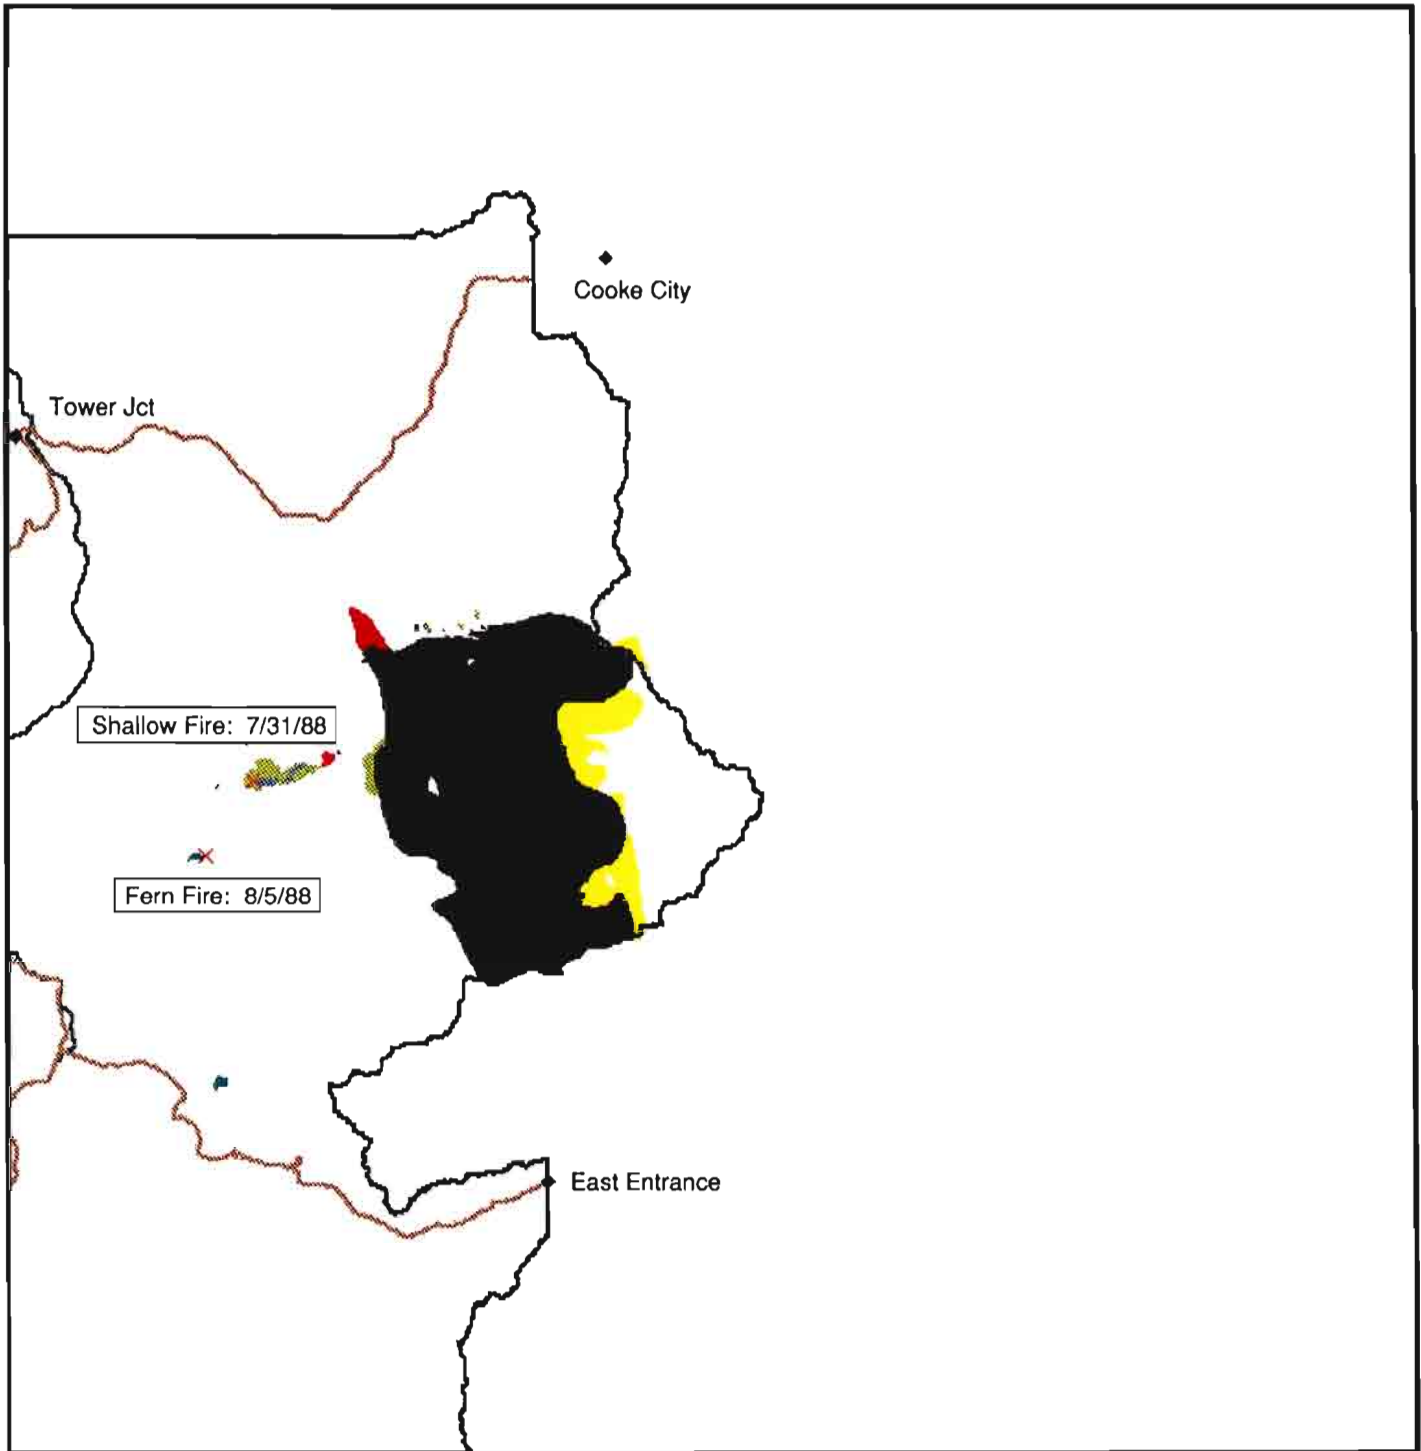 Cooke City
Tower Jct
Shallow Fire: 7/31/88
Fern Fire: 8/5/88
East Entrance